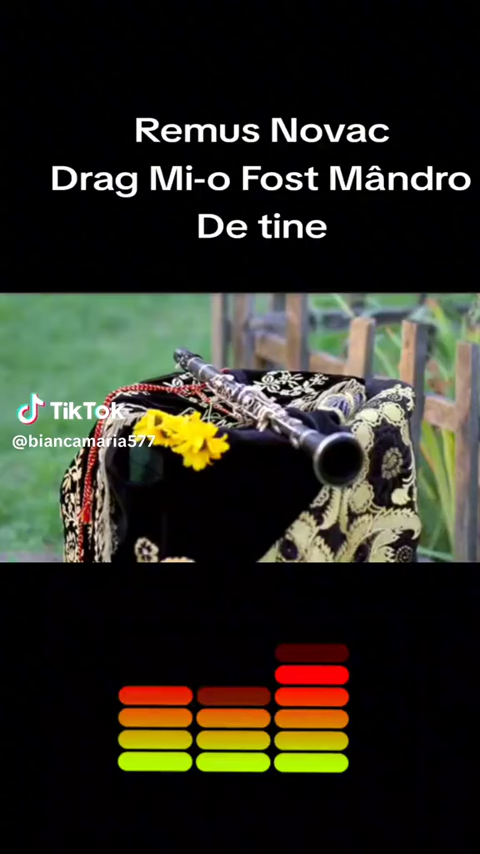 Remus Novac
Drag Mi-o Fost Mândro
De tine
TikTok
@biancamaria577